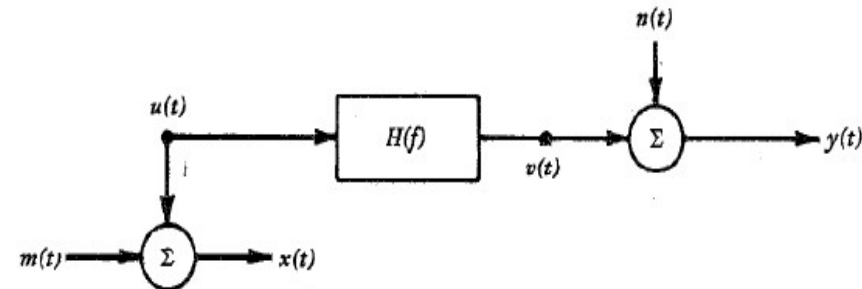 n(t)
u(t)
H(f)
v(t)
Σ
y(t)
m(t)
Σ
x(t)